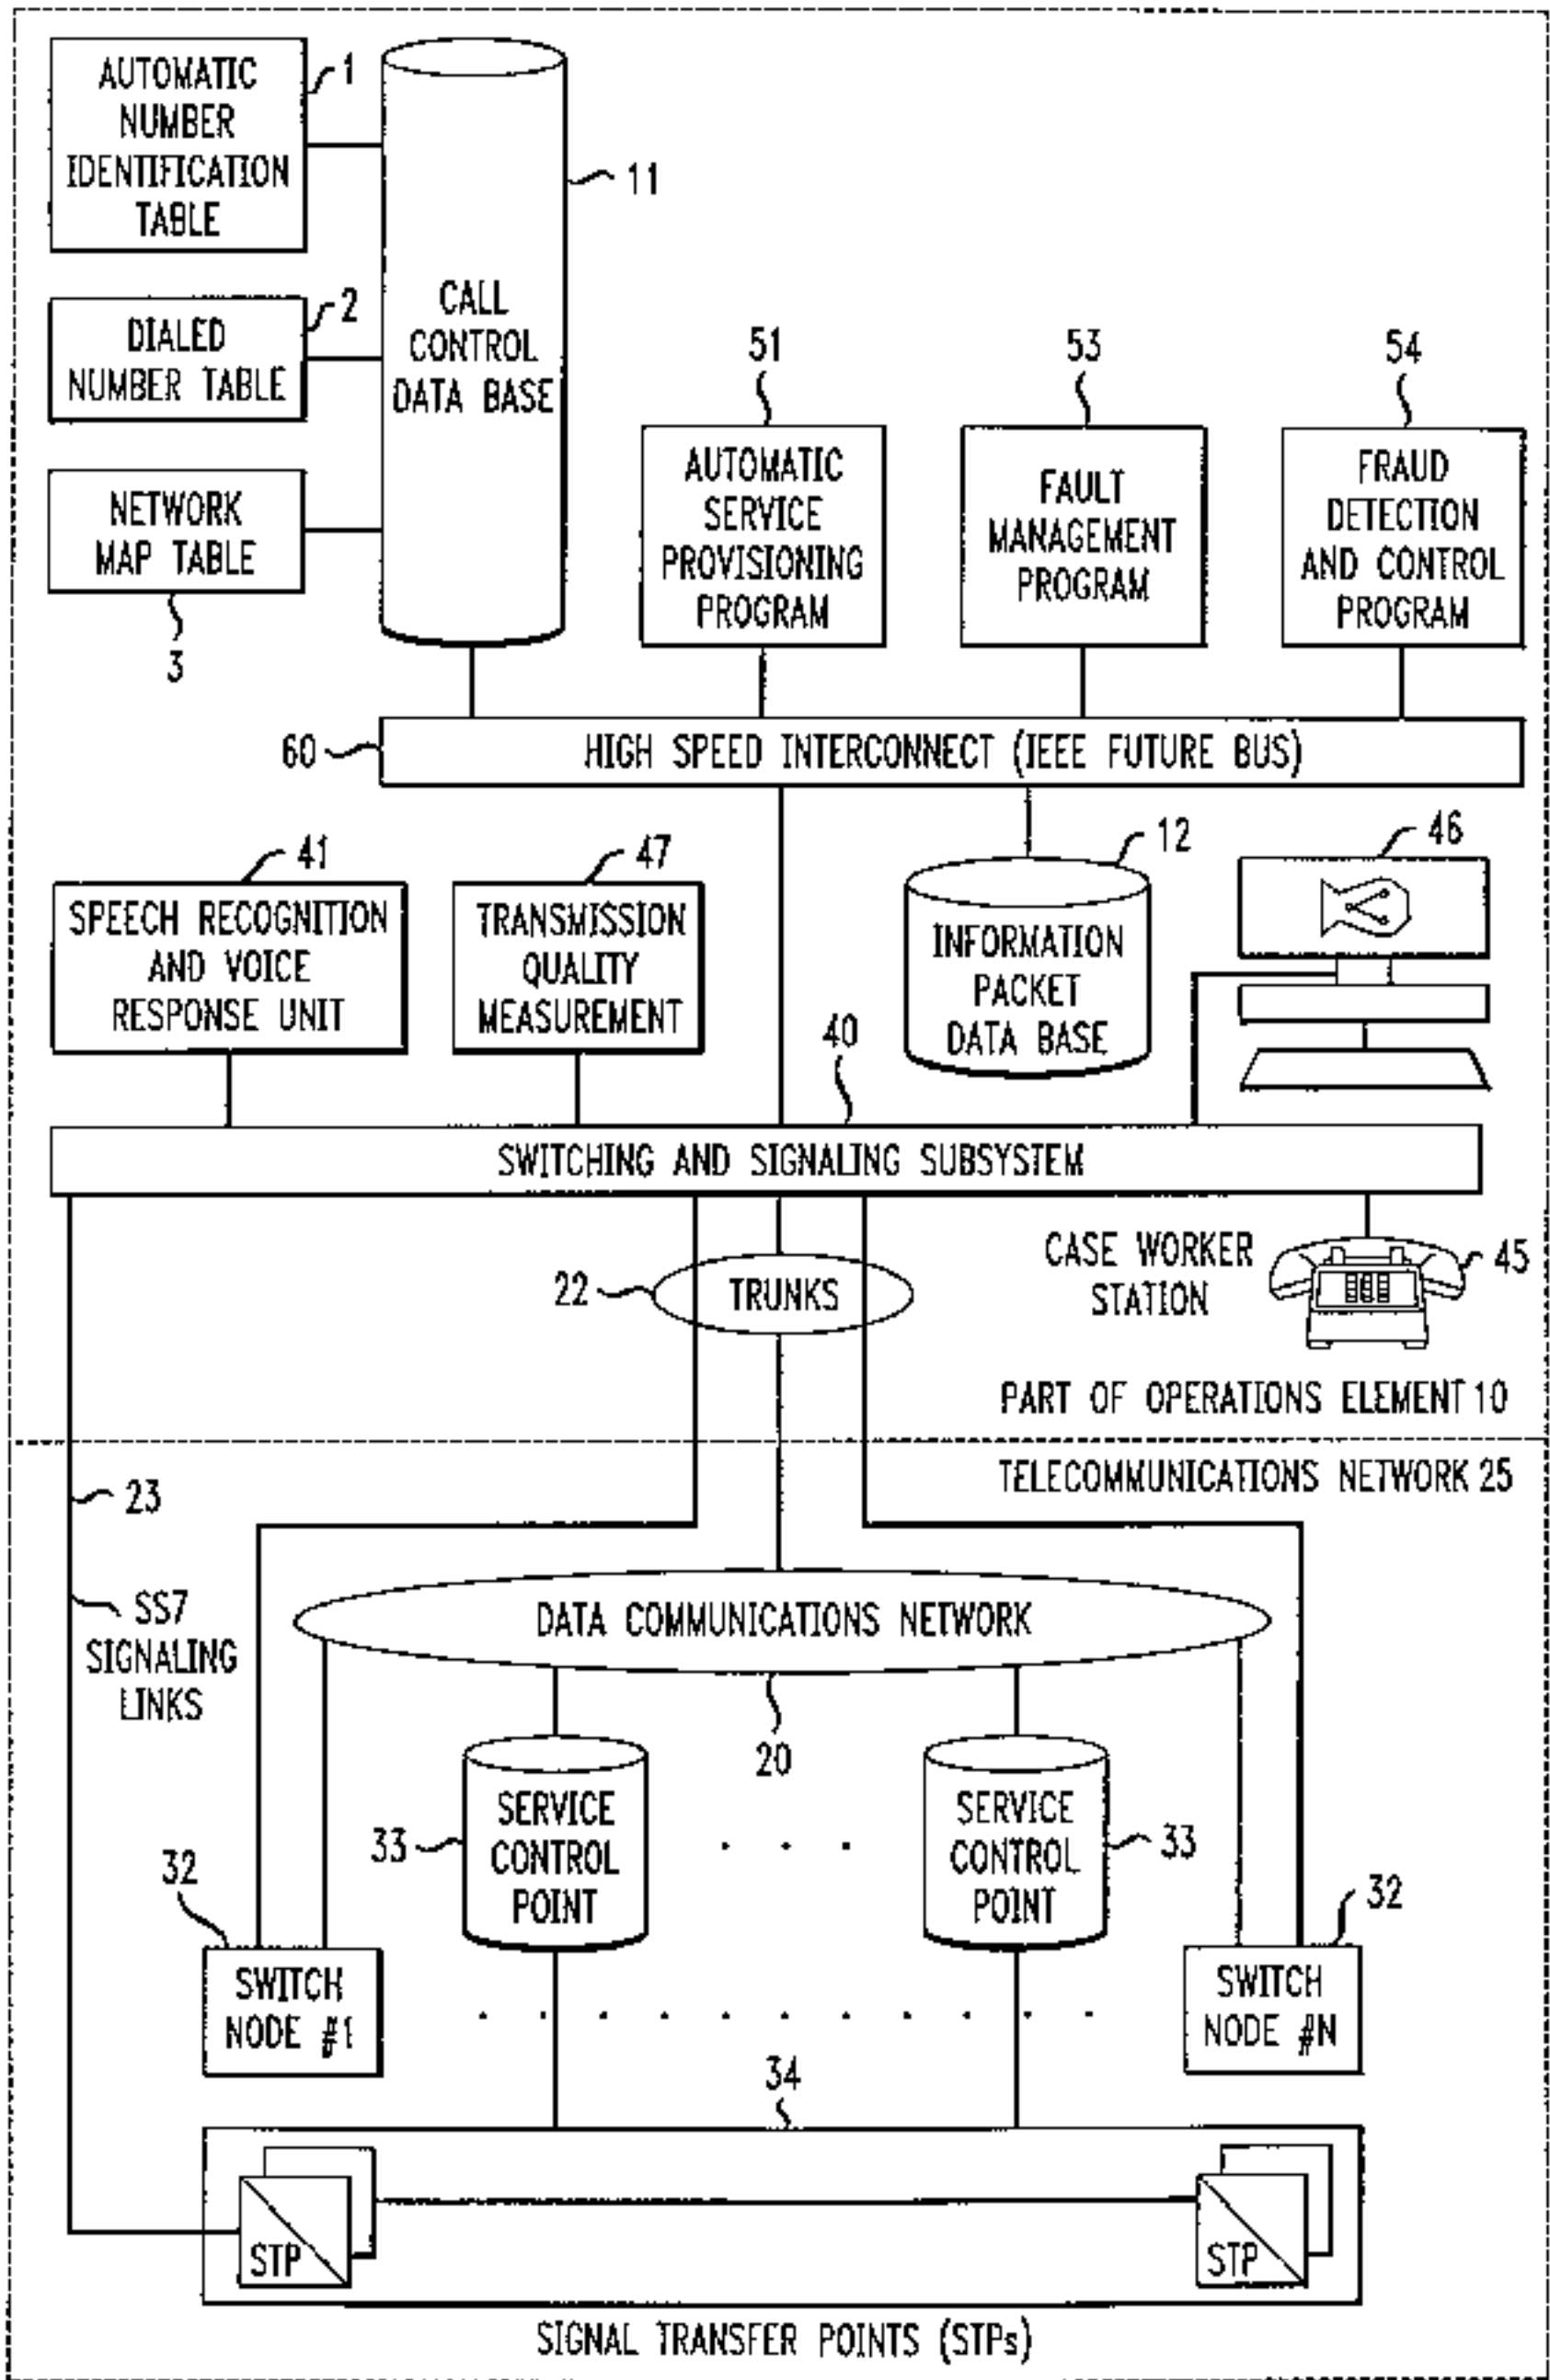 AUTOMATIC
NUMBER
IDENTIFICATION
TABLE
1
DIALED
NUMBER TABLE
2
NETWORK
MAP TABLE
3
CALL
CONTROL
DATA BASE
11
51
AUTOMATIC
SERVICE
PROVISIONING
PROGRAM
53
FAULT
MANAGEMENT
PROGRAM
54
FRAUD
DETECTION
AND CONTROL
PROGRAM
60
HIGH SPEED INTERCONNECT (IEEE FUTURE BUS)
41
SPEECH RECOGNITION
AND VOICE
RESPONSE UNIT
47
TRANSMISSION
QUALITY
MEASUREMENT
12
INFORMATION
PACKET
DATA BASE
46
40
SWITCHING AND SIGNALING SUBSYSTEM
22
TRUNKS
CASE WORKER
STATION
45
PART OF OPERATIONS ELEMENT 10
TELECOMMUNICATIONS NETWORK 25
23
SS7
SIGNALING
LINKS
DATA COMMUNICATIONS NETWORK
20
33
SERVICE
CONTROL
POINT
. . .
SERVICE
CONTROL
POINT
33
32
SWITCH
NODE #1
. . . . . . . . . . .
32
SWITCH
NODE #N
34
STP
STP
SIGNAL TRANSFER POINTS (STPs)